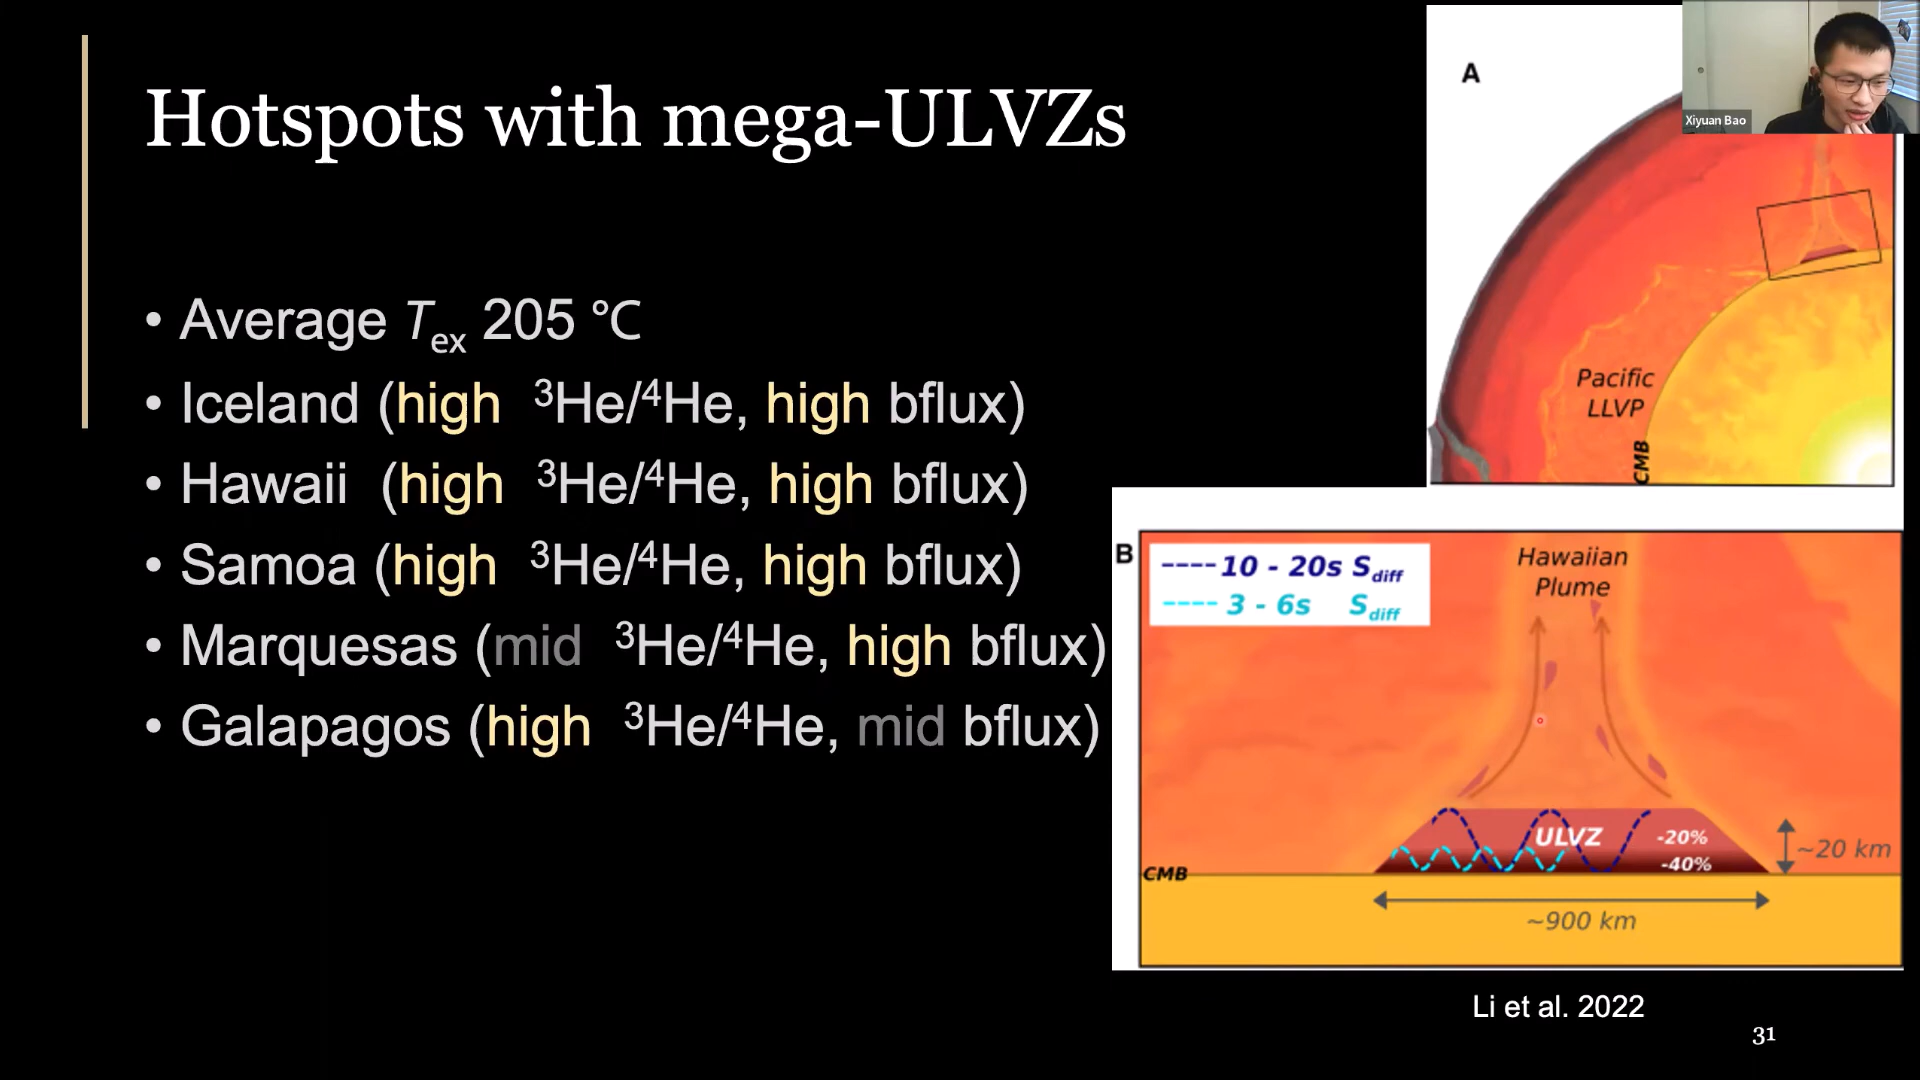 Hotspots with mega-ULVZs
• Average Tex 205 °C
• Iceland (high ³He/⁴He, high bflux)
• Hawaii (high ³He/⁴He, high bflux)
• Samoa (high ³He/⁴He, high bflux)
• Marquesas (mid ³He/⁴He, high bflux)
• Galapagos (high ³He/⁴He, mid bflux)
A
Xiyuan Bao
Pacific
LLVP
CMB
B
10 - 20s Sdiff
3 - 6s Sdiff
Hawaiian
Plume
ULVZ
-20%
-40%
~20 km
CMB
~900 km
Li et al. 2022
31